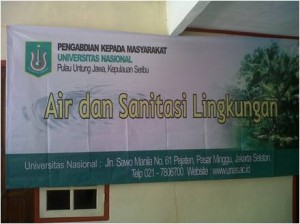 PENGABDIAN KEPADA MASYARAKAT
UNIVERSITAS NASIONAL
Pulau Untung Jawa, Kepulauan Seribu
Air dan Sanitasi Lingkungan
Universitas Nasional : Jln. Sawo Manila No. 61 Pejaten, Pasar Minggu, Jakarta Selatan
Telp 021 - 7806700 Website www.unas.ac.id